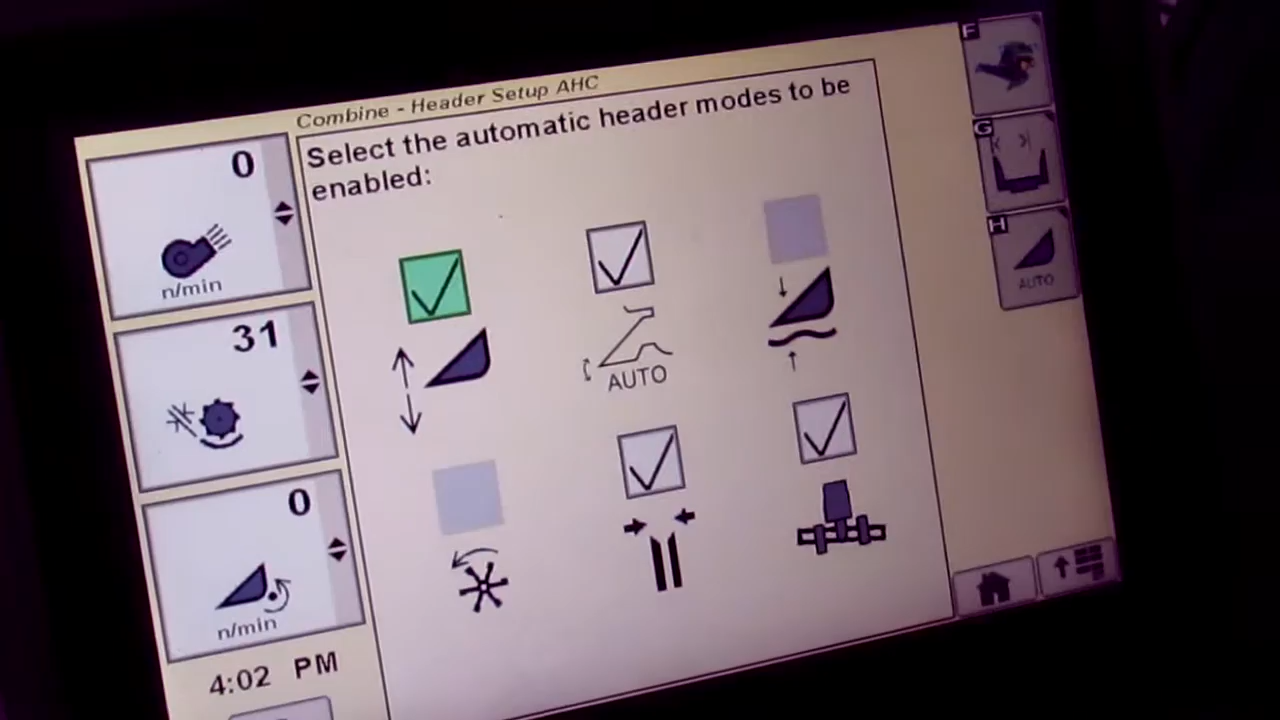 Combine - Header Setup AHC
Select the automatic header modes to be
enabled:
0
n/min
31
0
n/min
4:02 PM
AUTO
F
G
H
AUTO